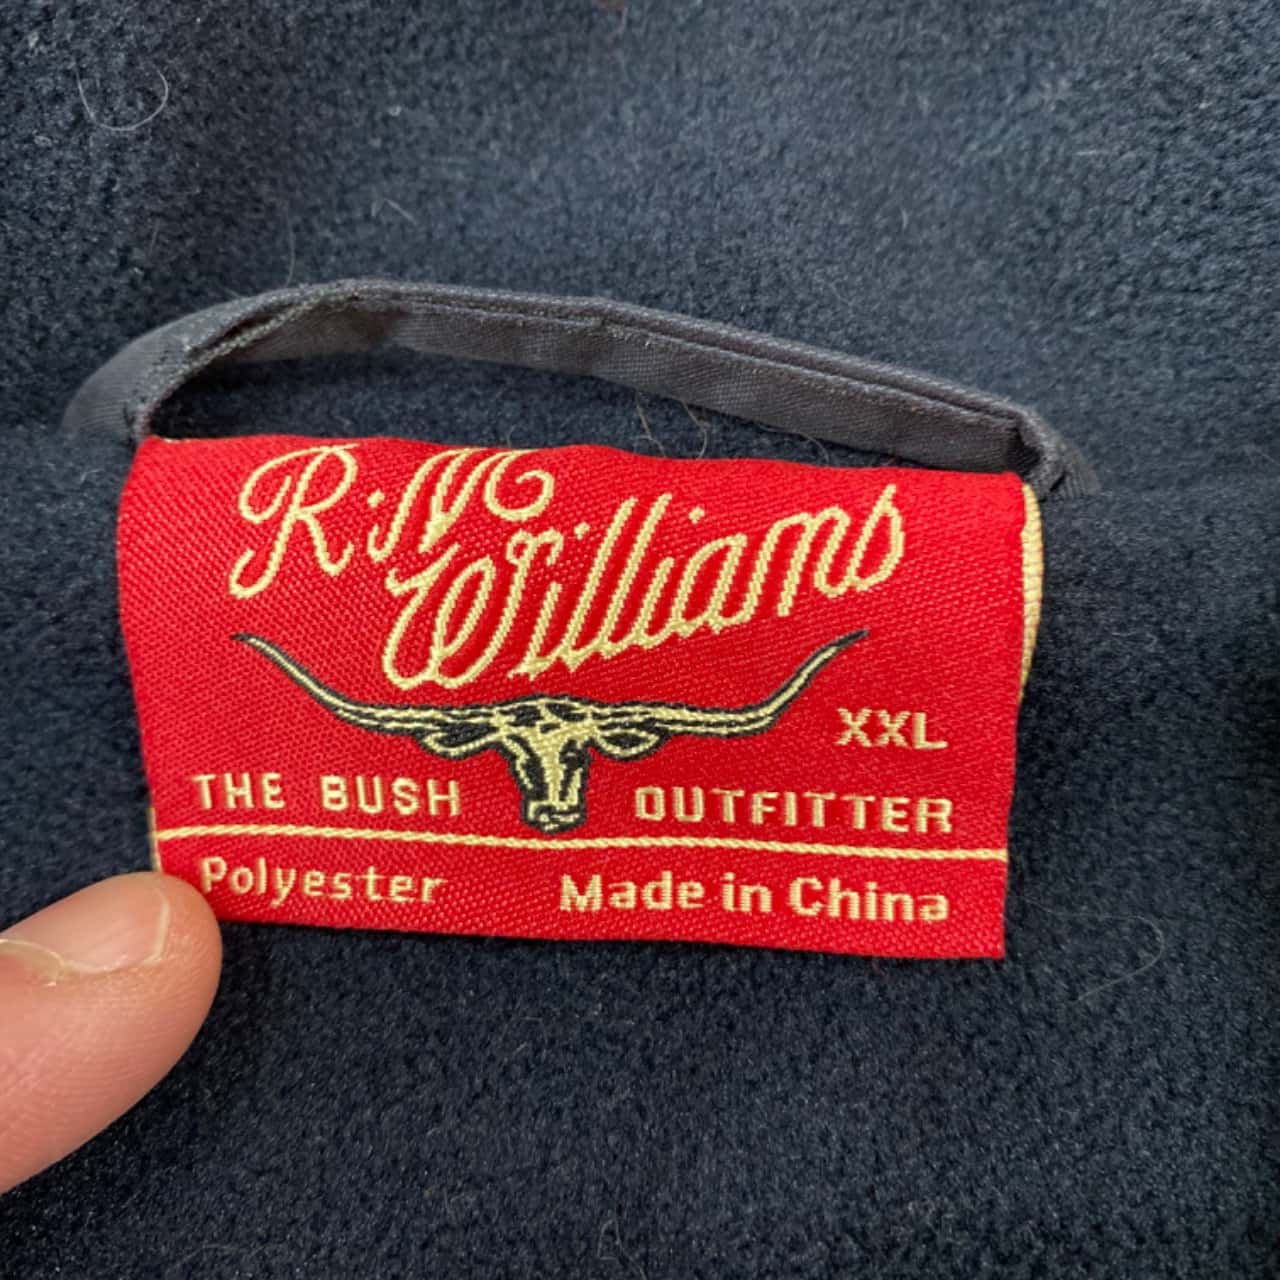 R.M.
Williams
XXL
THE BUSH OUTFITTER
Polyester Made in China